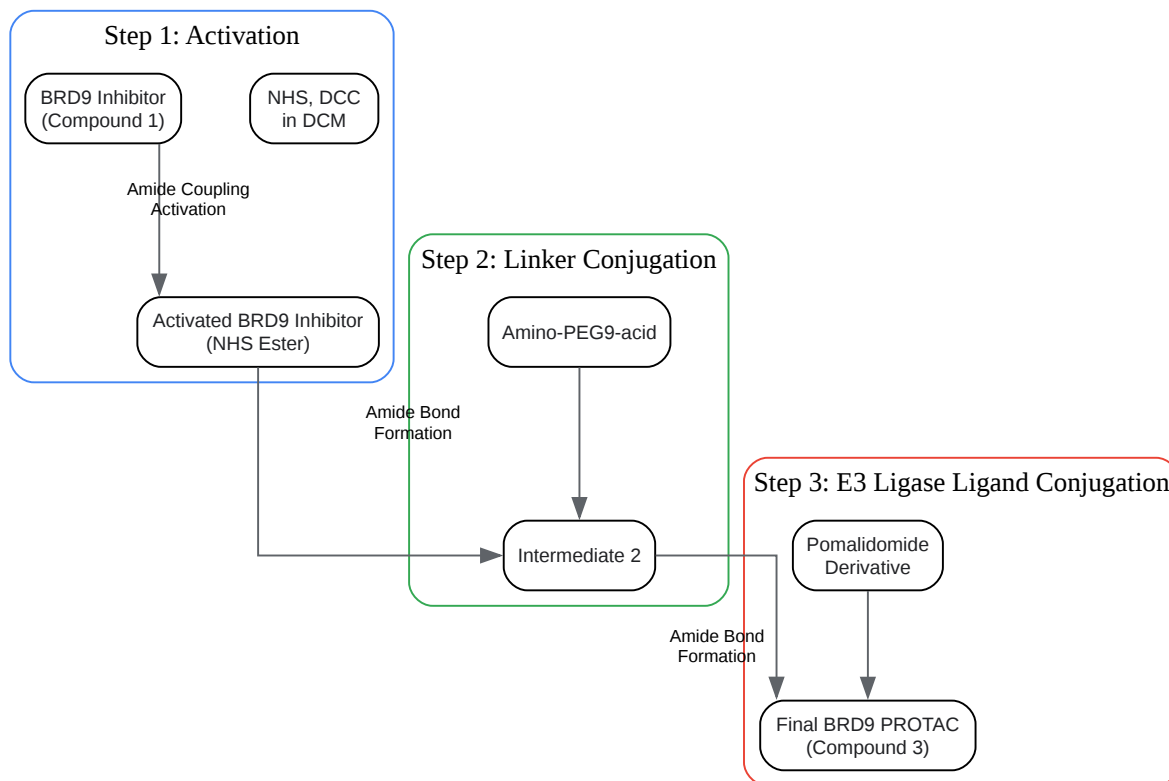 Step 1: Activation
BRD9 Inhibitor
(Compound 1)
NHS, DCC
in DCM
Amide Coupling
Activation
Activated BRD9 Inhibitor
(NHS Ester)
Step 2: Linker Conjugation
Amino-PEG9-acid
Amide Bond
Formation
Intermediate 2
Step 3: E3 Ligase Ligand Conjugation
Pomalidomide
Derivative
Amide Bond
Formation
Final BRD9 PROTAC
(Compound 3)